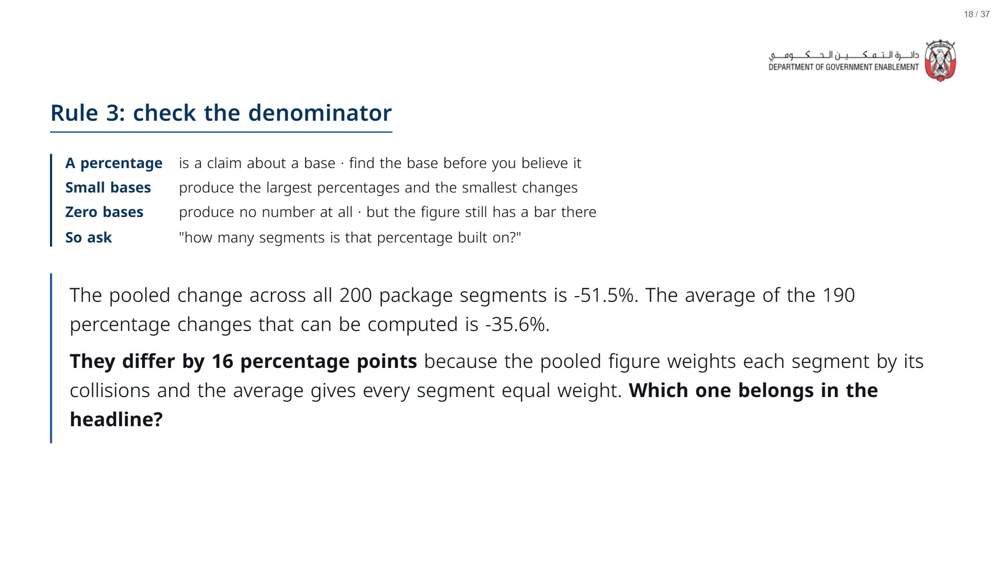 18 / 37
دائرة التمكين الحكومي
DEPARTMENT OF GOVERNMENT ENABLEMENT
Rule 3: check the denominator
A percentage is a claim about a base · find the base before you believe it
Small bases produce the largest percentages and the smallest changes
Zero bases produce no number at all · but the figure still has a bar there
So ask "how many segments is that percentage built on?"
The pooled change across all 200 package segments is -51.5%. The average of the 190
percentage changes that can be computed is -35.6%.
They differ by 16 percentage points because the pooled figure weights each segment by its
collisions and the average gives every segment equal weight. Which one belongs in the
headline?